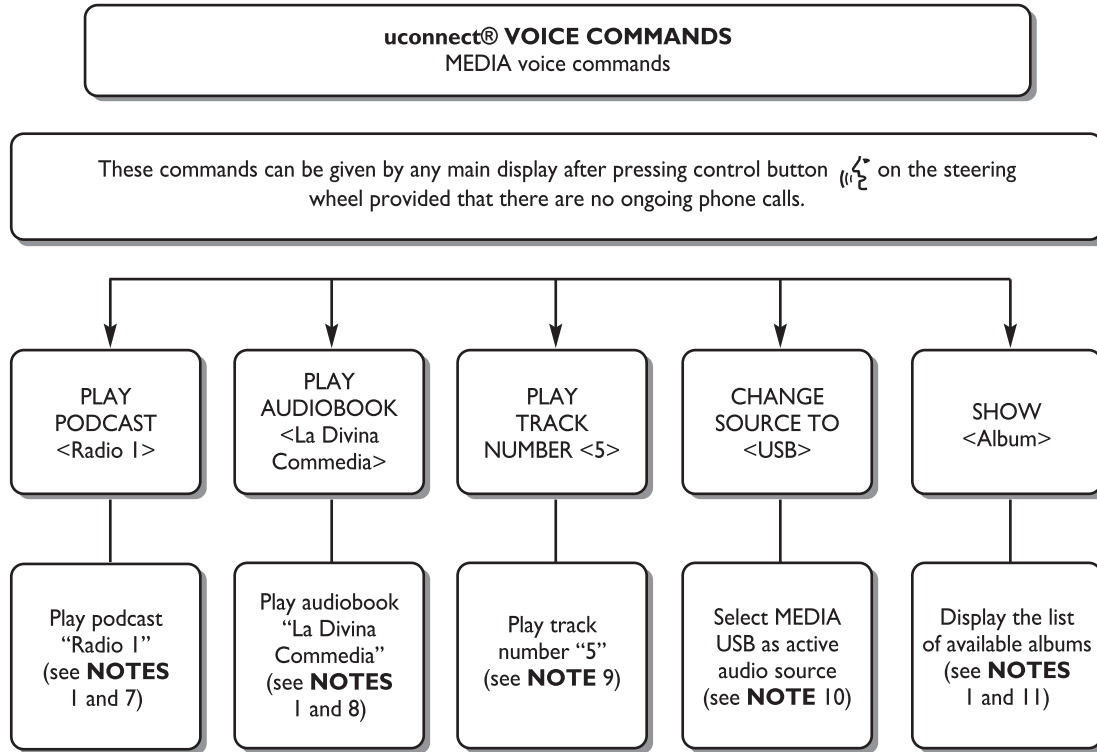 uconnect® VOICE COMMANDS
MEDIA voice commands
These commands can be given by any main display after pressing control button on the steering
wheel provided that there are no ongoing phone calls.
PLAY
PODCAST
<Radio 1>
PLAY
AUDIOBOOK
<La Divina
Commedia>
PLAY
TRACK
NUMBER <5>
CHANGE
SOURCE TO
<USB>
SHOW
<Album>
Play podcast
“Radio 1”
(see NOTES
1 and 7)
Play audiobook
“La Divina
Commedia”
(see NOTES
1 and 8)
Play track
number “5”
(see NOTE 9)
Select MEDIA
USB as active
audio source
(see NOTE 10)
Display the list
of available albums
(see NOTES
1 and 11)